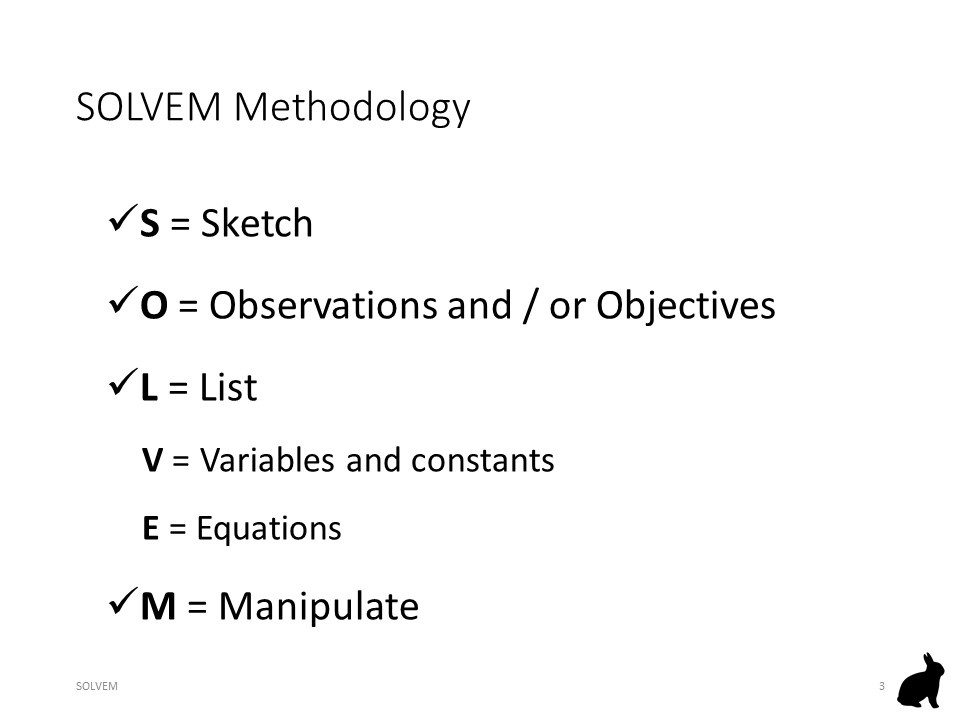 SOLVEM Methodology
✓ S = Sketch
✓ O = Observations and / or Objectives
✓ L = List
V = Variables and constants
E = Equations
✓ M = Manipulate
SOLVEM 3